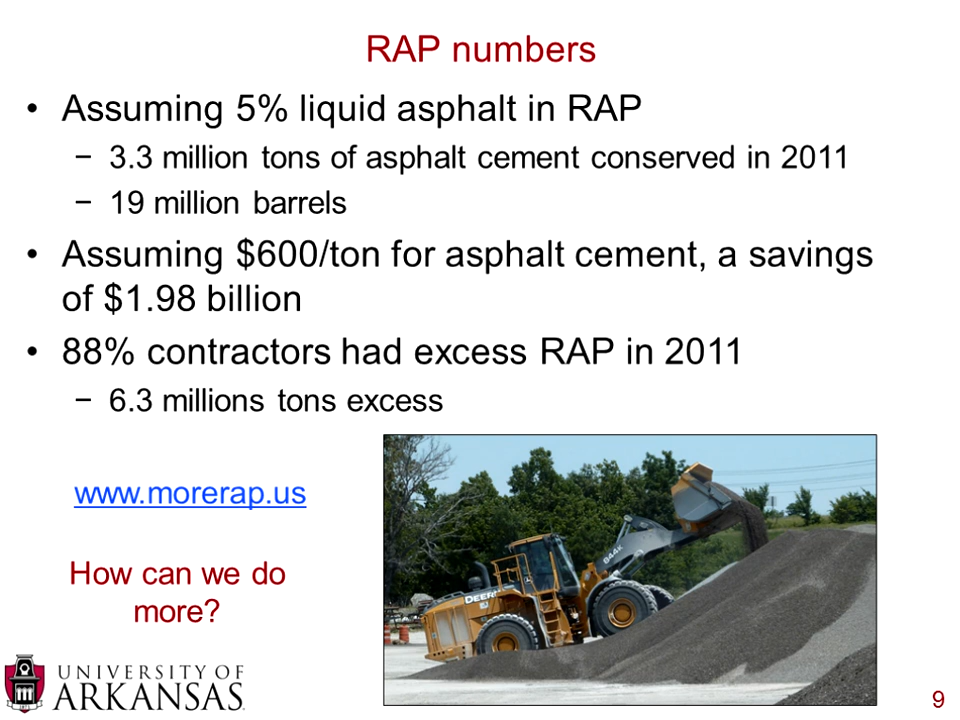 RAP numbers
• Assuming 5% liquid asphalt in RAP
− 3.3 million tons of asphalt cement conserved in 2011
− 19 million barrels
• Assuming $600/ton for asphalt cement, a savings
of $1.98 billion
• 88% contractors had excess RAP in 2011
− 6.3 millions tons excess
www.morerap.us
How can we do
more?
DEERE
844K
UNIVERSITY OF
ARKANSAS
9